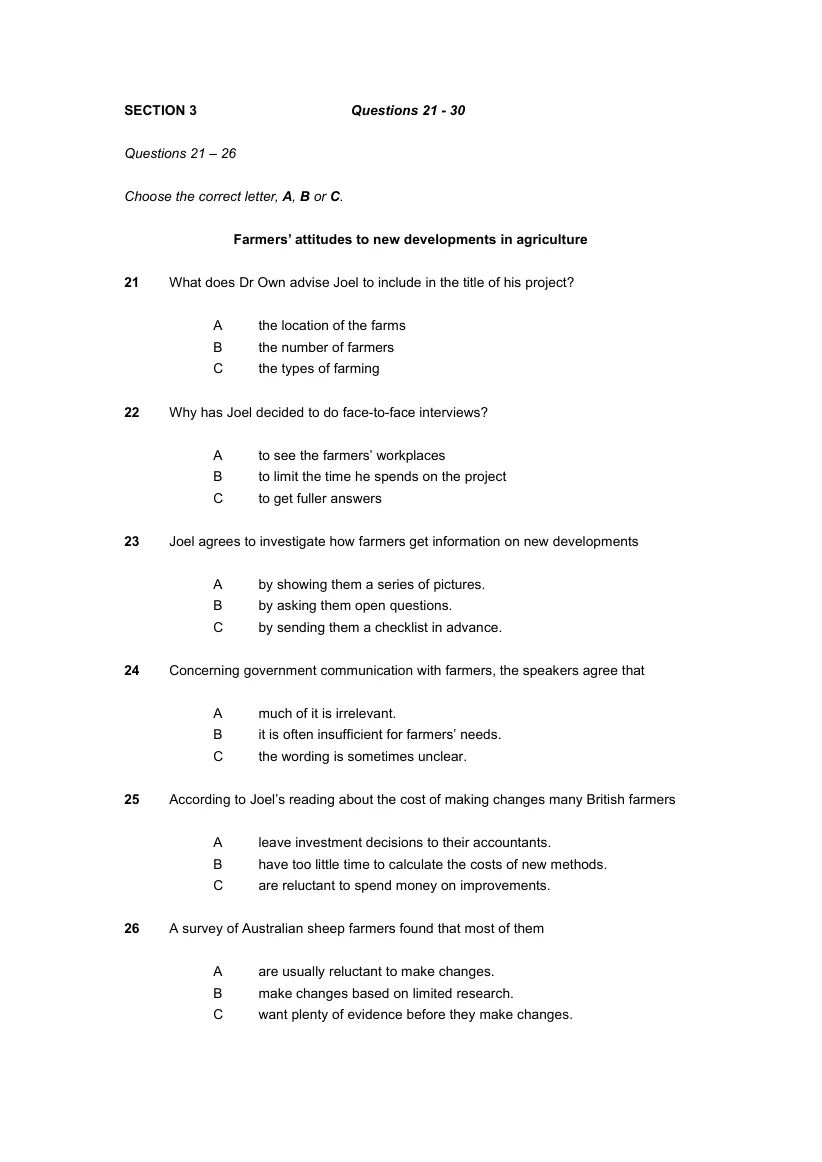 SECTION 3 Questions 21 - 30
Questions 21 – 26
Choose the correct letter, A, B or C.
Farmers’ attitudes to new developments in agriculture
21 What does Dr Own advise Joel to include in the title of his project?
A the location of the farms
B the number of farmers
C the types of farming
22 Why has Joel decided to do face-to-face interviews?
A to see the farmers’ workplaces
B to limit the time he spends on the project
C to get fuller answers
23 Joel agrees to investigate how farmers get information on new developments
A by showing them a series of pictures.
B by asking them open questions.
C by sending them a checklist in advance.
24 Concerning government communication with farmers, the speakers agree that
A much of it is irrelevant.
B it is often insufficient for farmers’ needs.
C the wording is sometimes unclear.
25 According to Joel’s reading about the cost of making changes many British farmers
A leave investment decisions to their accountants.
B have too little time to calculate the costs of new methods.
C are reluctant to spend money on improvements.
26 A survey of Australian sheep farmers found that most of them
A are usually reluctant to make changes.
B make changes based on limited research.
C want plenty of evidence before they make changes.